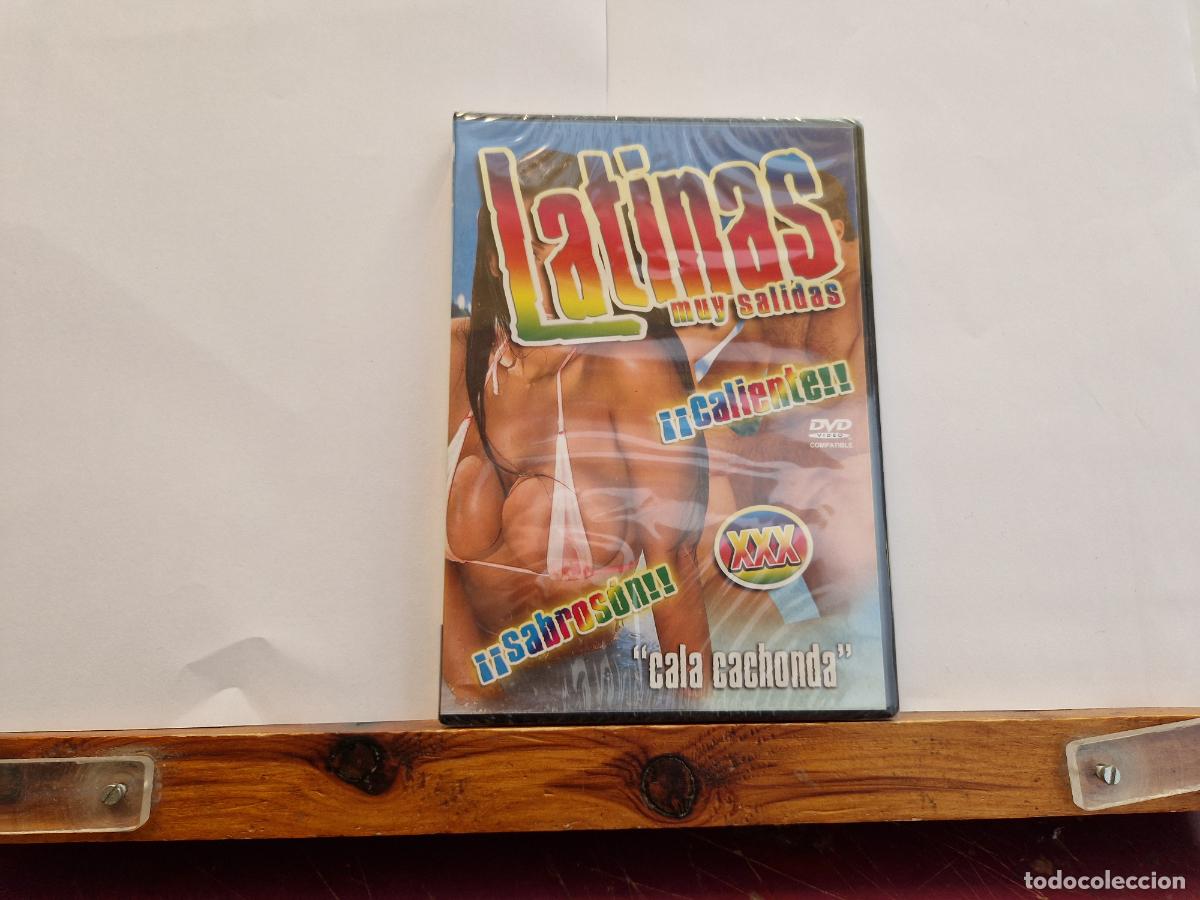 Latinas
muy salidas
¡¡Caliente!!
DVD
VIDEO
COMPATIBLE
XXX
¡¡Sabrosón!!
"cala cachonda"
todocoleccion